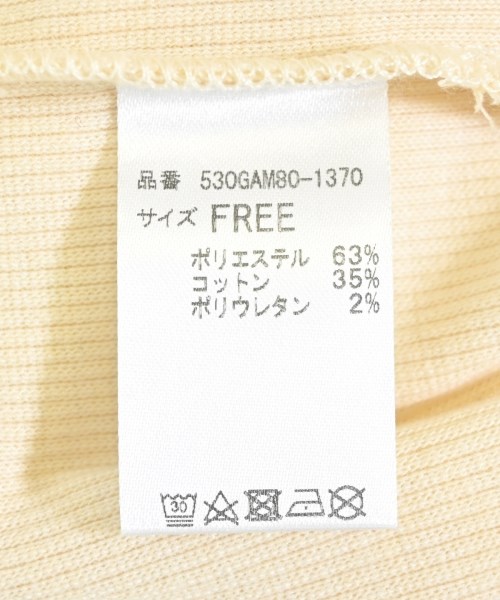 品番 530GAM80-1370
サイズ FREE
ポリエステル 63%
コットン 35%
ポリウレタン 2%
30